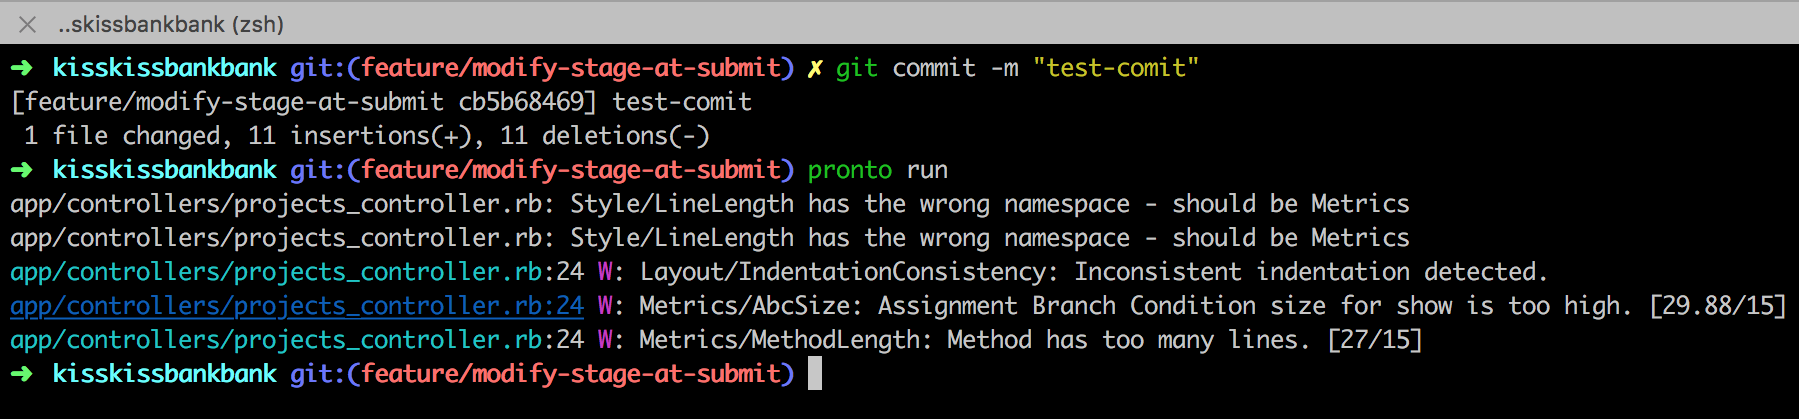 ..skissbankbank (zsh)
➜ kisskissbankbank git:(feature/modify-stage-at-submit) ✗ git commit -m "test-comit"
[feature/modify-stage-at-submit cb5b68469] test-comit
1 file changed, 11 insertions(+), 11 deletions(-)
➜ kisskissbankbank git:(feature/modify-stage-at-submit) pronto run
app/controllers/projects_controller.rb: Style/LineLength has the wrong namespace - should be Metrics
app/controllers/projects_controller.rb: Style/LineLength has the wrong namespace - should be Metrics
app/controllers/projects_controller.rb:24 W: Layout/IndentationConsistency: Inconsistent indentation detected.
app/controllers/projects_controller.rb:24 W: Metrics/AbcSize: Assignment Branch Condition size for show is too high. [29.88/15]
app/controllers/projects_controller.rb:24 W: Metrics/MethodLength: Method has too many lines. [27/15]
➜ kisskissbankbank git:(feature/modify-stage-at-submit)